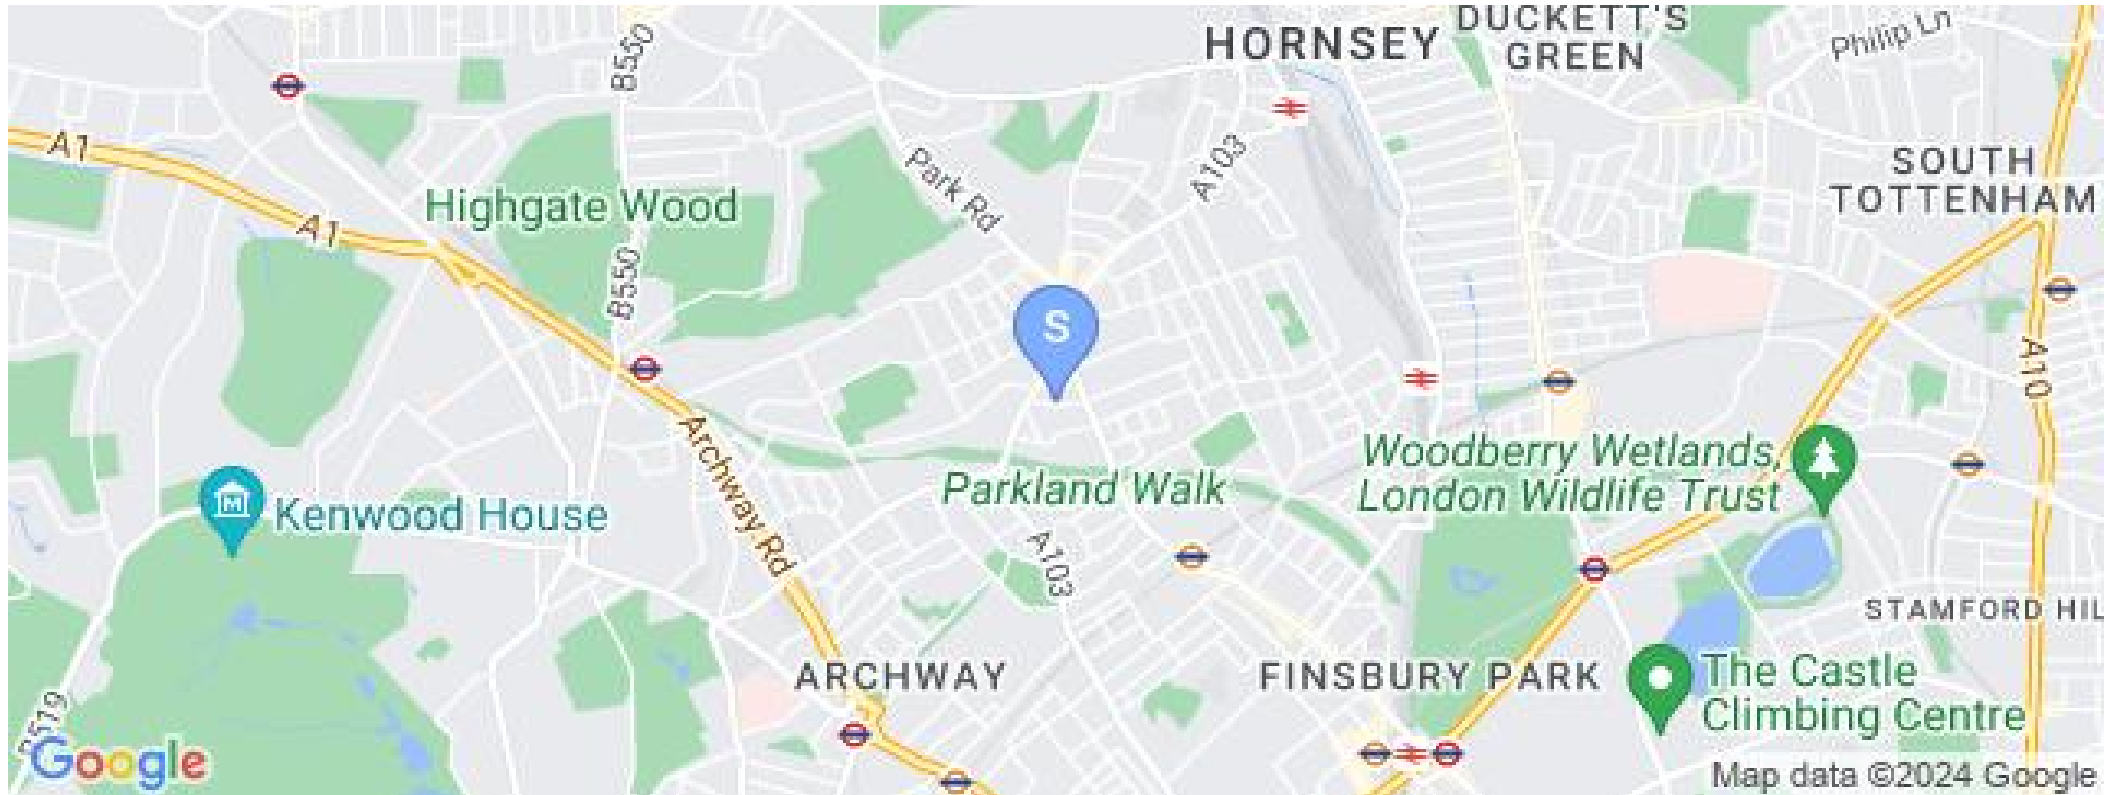 HORNSEY
DUCKETT'S
GREEN
Philip Ln
B550
A1
SOUTH
TOTTENHAM
Park Rd
A103
Highgate Wood
A1
B550
S
A10
Archway Rd
Woodberry Wetlands,
London Wildlife Trust
Parkland Walk
Kenwood House
M
A103
STAMFORD HIL
ARCHWAY
FINSBURY PARK
The Castle
Climbing Centre
B519
Google
Map data ©2024 Google